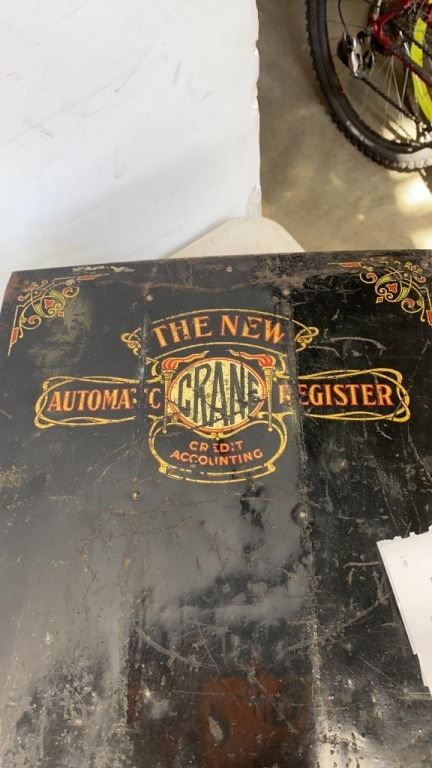 THE NEW
AUTOMATIC CRANE REGISTER
CREDIT
ACCOUNTING